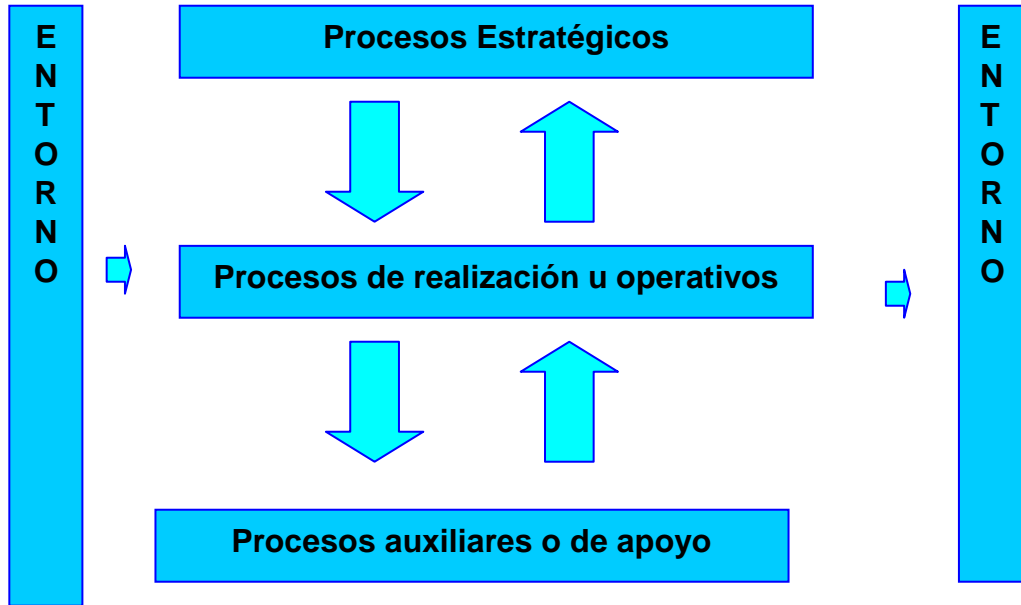 ENTORNO
Procesos Estratégicos
Procesos de realización u operativos
Procesos auxiliares o de apoyo
ENTORNO